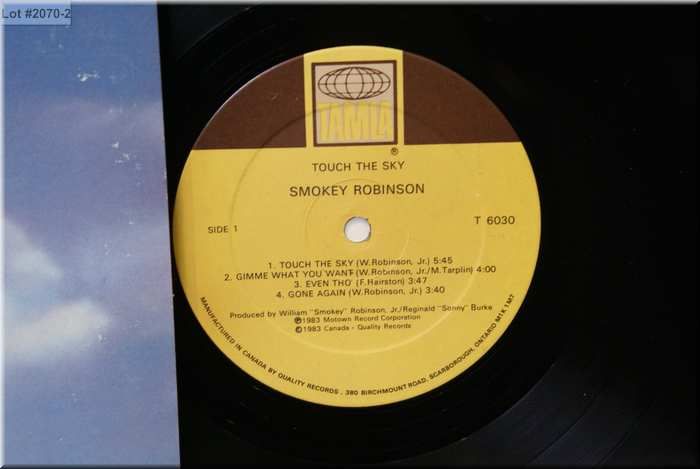 Lot #2070-2
TAMLA
®
TOUCH THE SKY
SMOKEY ROBINSON
SIDE 1
T 6030
1. TOUCH THE SKY (W. Robinson, Jr.) 5:45
2. GIMME WHAT YOU WANT (W. Robinson, Jr./M. Tarplin) 4:00
3. EVEN THO' (F. Hairston) 3:47
4. GONE AGAIN (W. Robinson, Jr.) 3:40
Produced by William "Smokey" Robinson, Jr./Reginald "Sonny" Burke
℗1983 Motown Record Corporation
©1983 Canada - Quality Records
MANUFACTURED IN CANADA BY QUALITY RECORDS . 380 BIRCHMOUNT ROAD, SCARBOROUGH, ONTARIO M1K 1M7